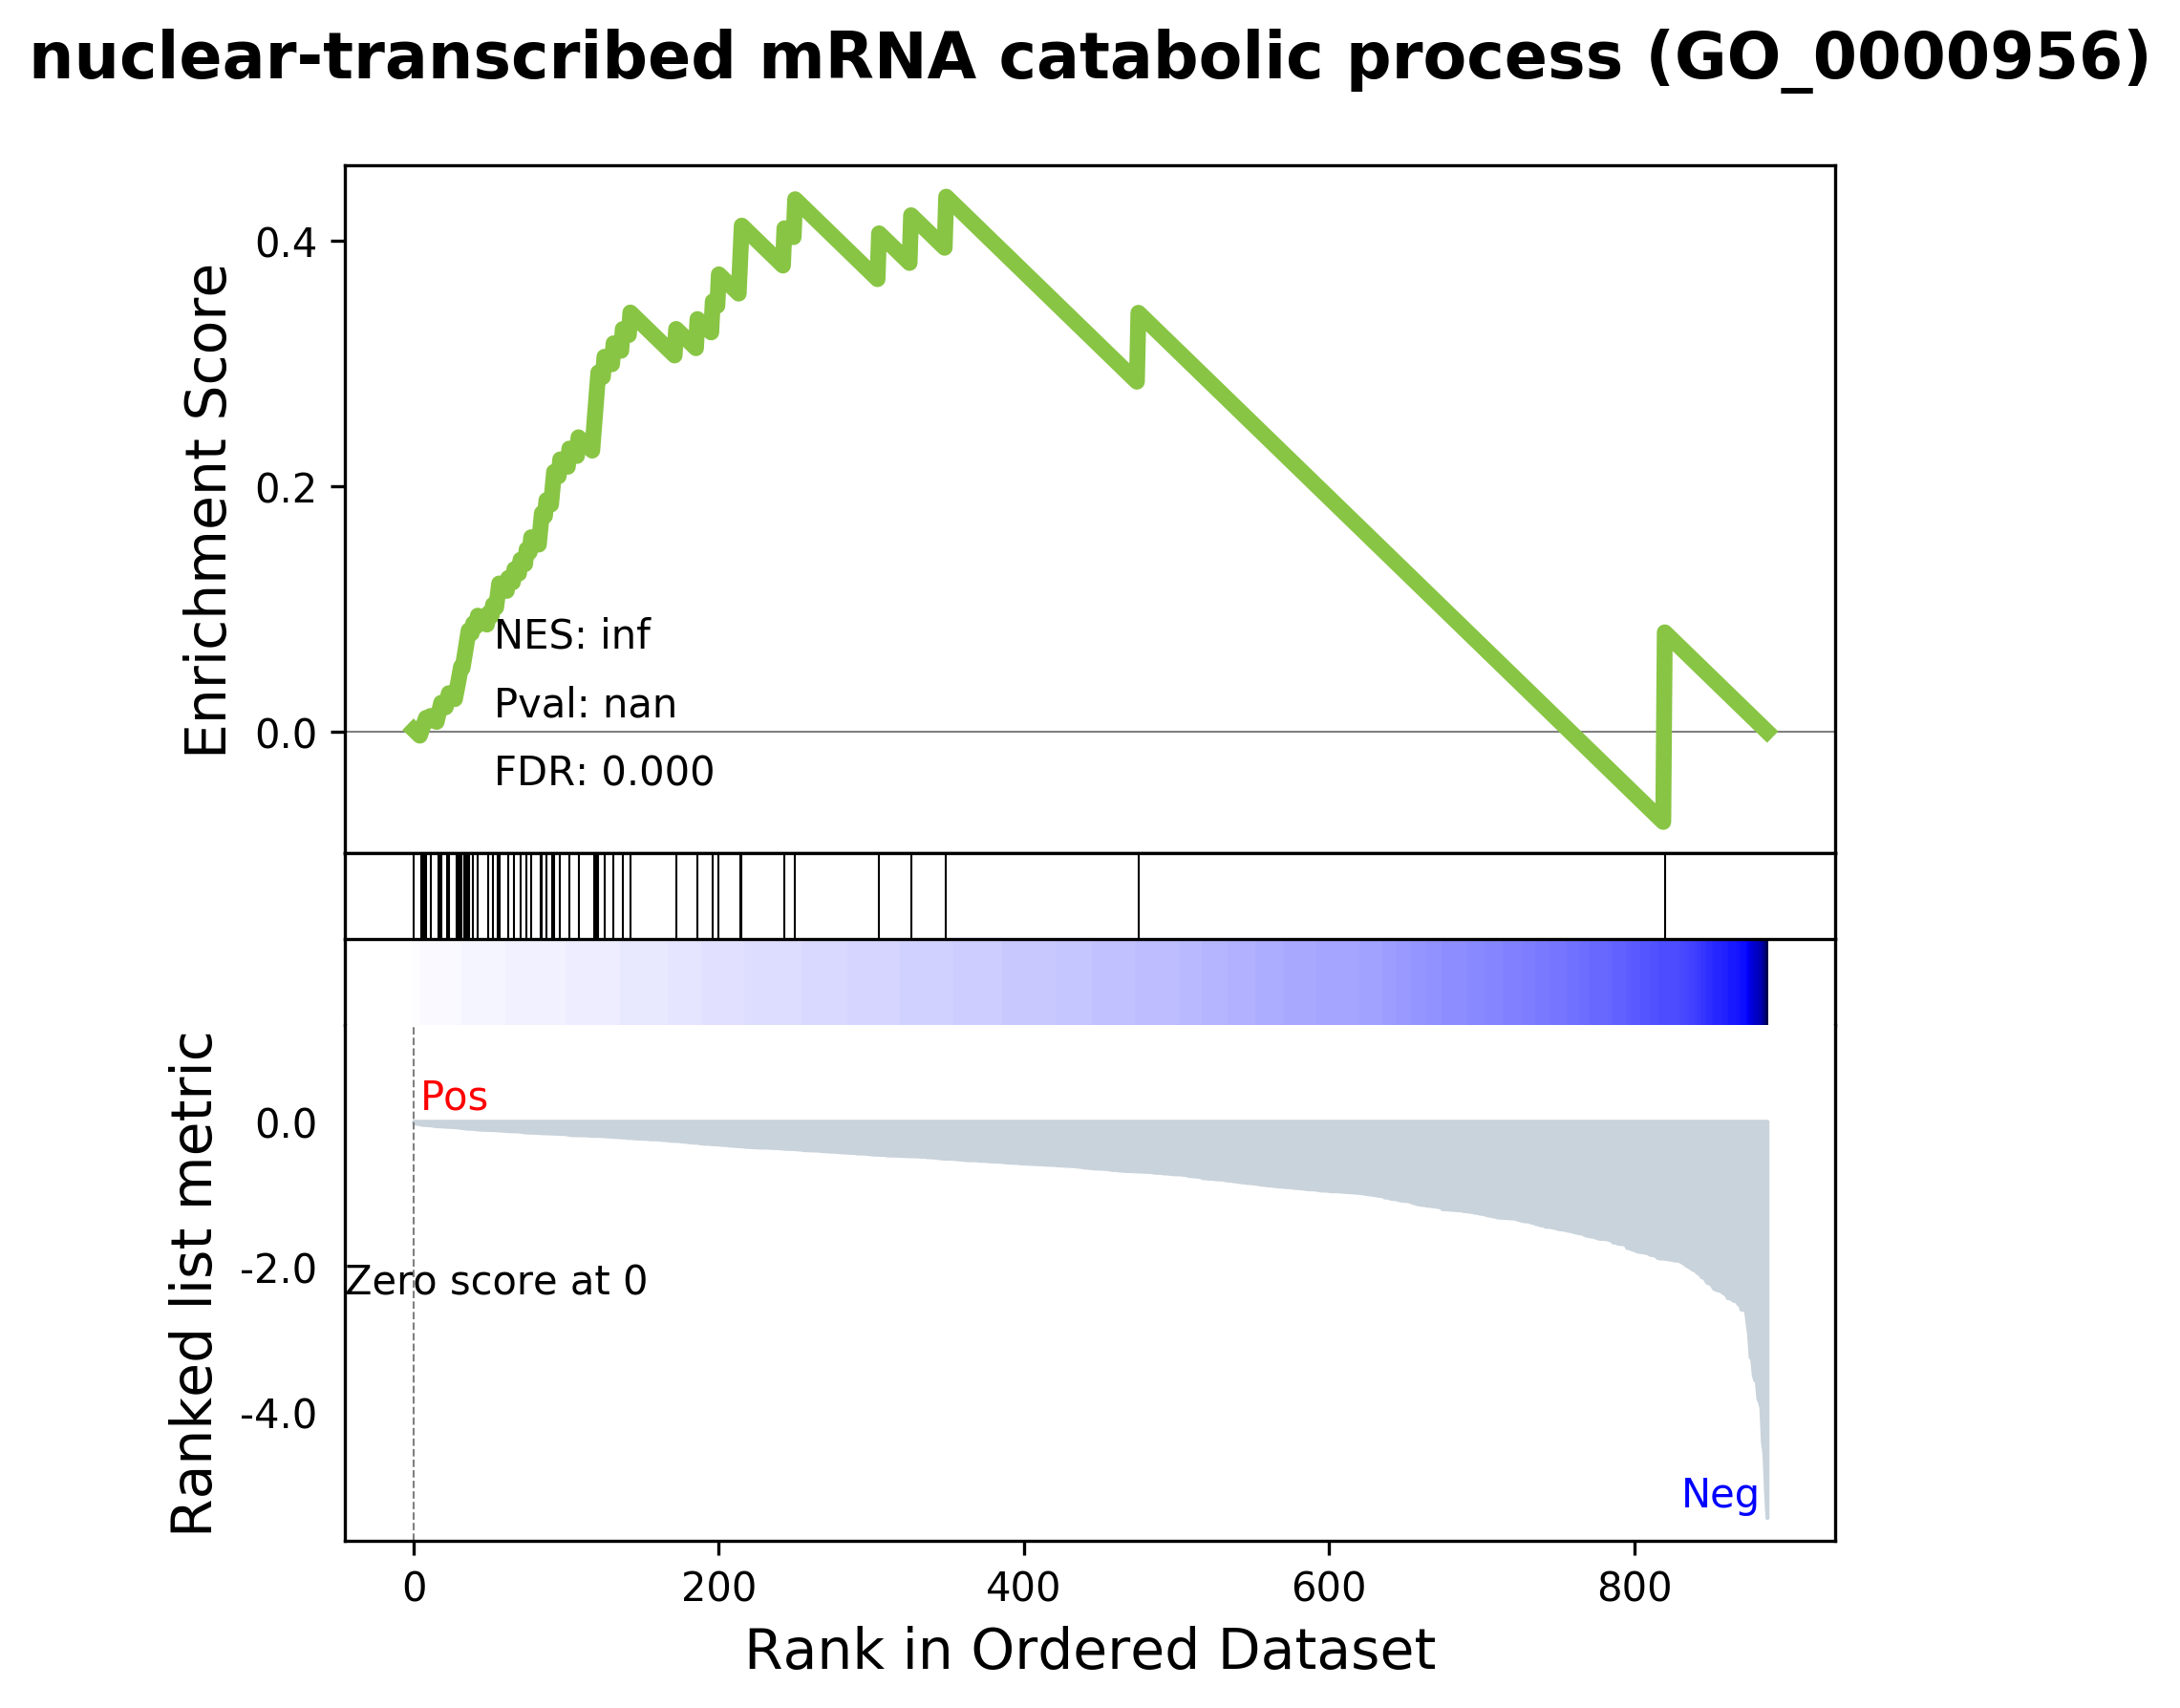 nuclear-transcribed mRNA catabolic process (GO_0000956)
Enrichment Score
0.4
0.2
0.0
NES: inf
Pval: nan
FDR: 0.000
Ranked list metric
0.0
-2.0
-4.0
Pos
Zero score at 0
Neg
0 200 400 600 800
Rank in Ordered Dataset